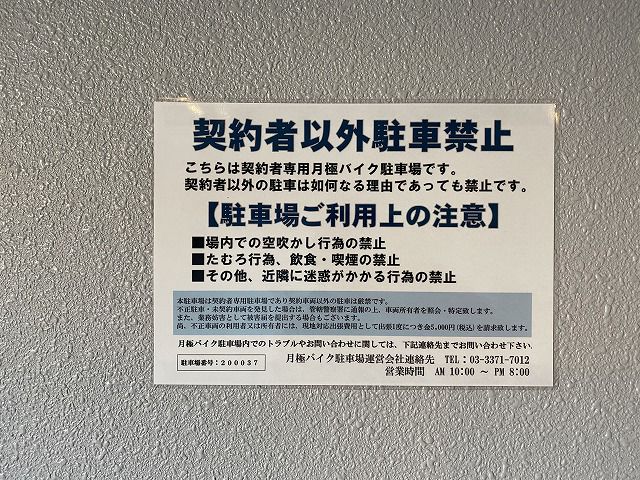 契約者以外駐車禁止
こちらは契約者専用月極バイク駐車場です。
契約者以外の駐車は如何なる理由であっても禁止です。
【駐車場ご利用上の注意】
■場内での空吹かし行為の禁止
■たむろ行為、飲食・喫煙の禁止
■その他、近隣に迷惑がかかる行為の禁止
本駐車場は契約者専用駐車場であり契約車両以外の駐車は厳禁です。
不正駐車・未契約車両を発見した場合は、管轄警察署に通報の上、車両所有者を照会・特定致します。
また、業務妨害として被害届を提出する場合もございます。
尚、不正車両の利用者又は所有者には、現地対応出張費用として出張1度につき金5,000円(税込)を請求致します。
月極バイク駐車場内でのトラブルやお問い合わせに関しては、下記連絡先までお問い合わせ下さい
駐車場番号：200037
月極バイク駐車場運営会社連絡先 TEL：03-3371-7012
営業時間 AM 10:00 ～ PM 8:00